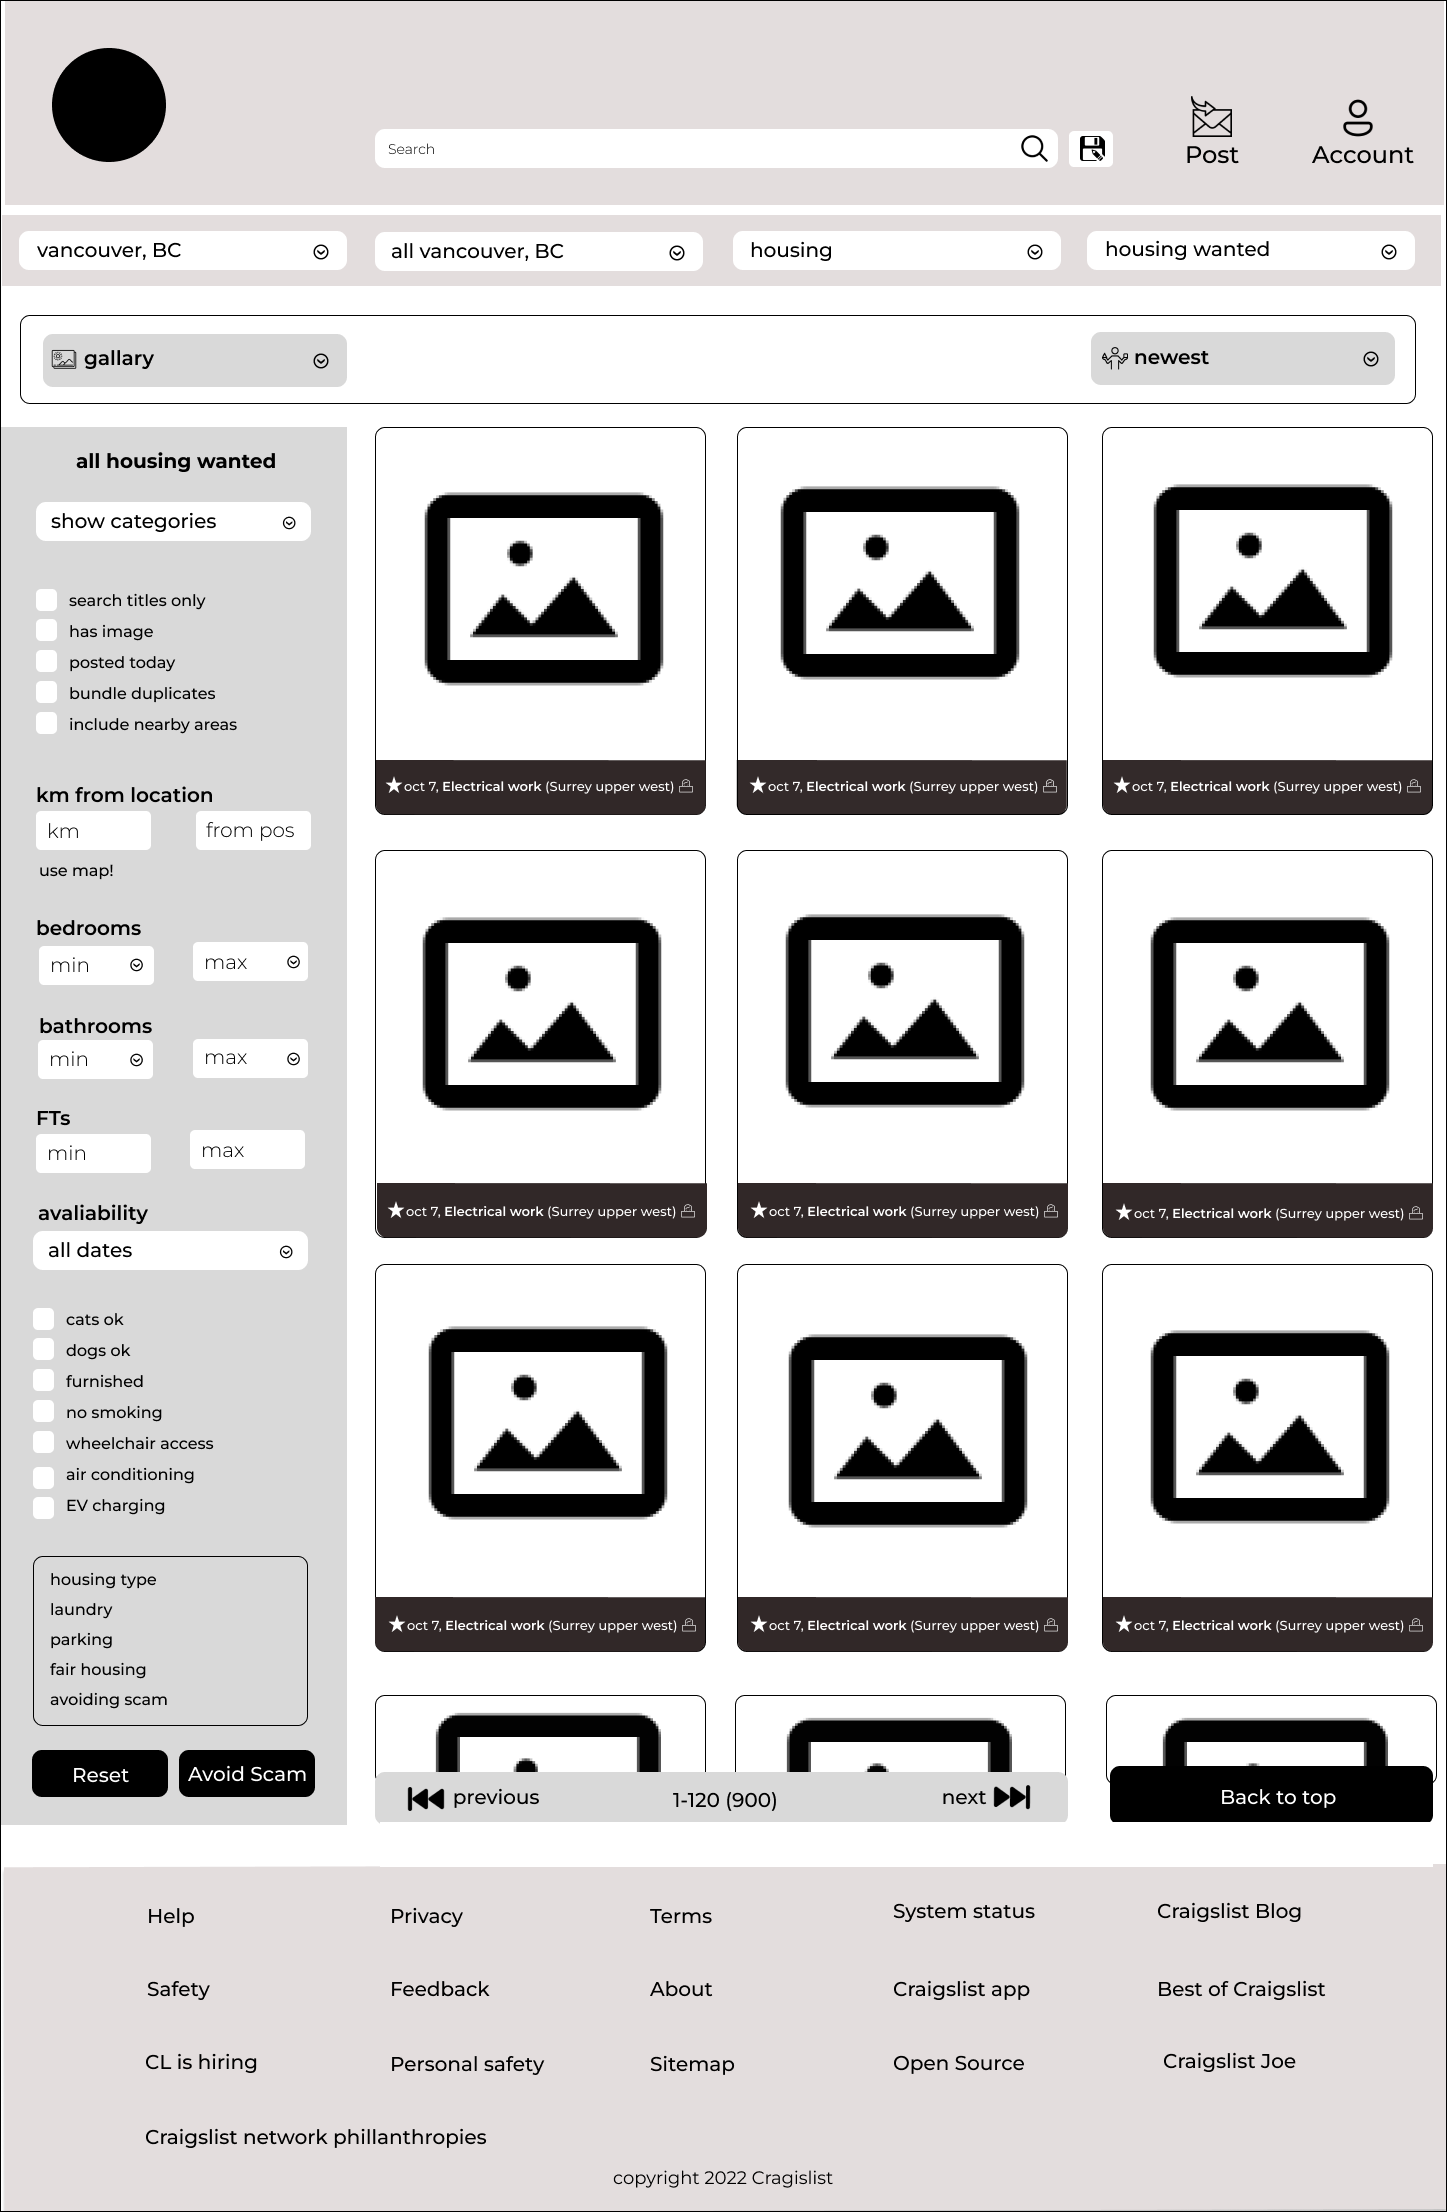 Search
Post
Account
vancouver, BC
all vancouver, BC
housing
housing wanted
gallary
newest
all housing wanted
show categories
search titles only
has image
posted today
bundle duplicates
include nearby areas
km from location
km
from pos
use map!
bedrooms
min
max
bathrooms
min
max
FTs
min
max
avaliability
all dates
cats ok
dogs ok
furnished
no smoking
wheelchair access
air conditioning
EV charging
housing type
laundry
parking
fair housing
avoiding scam
Reset
Avoid Scam
oct 7, Electrical work (Surrey upper west)
oct 7, Electrical work (Surrey upper west)
oct 7, Electrical work (Surrey upper west)
oct 7, Electrical work (Surrey upper west)
oct 7, Electrical work (Surrey upper west)
oct 7, Electrical work (Surrey upper west)
oct 7, Electrical work (Surrey upper west)
oct 7, Electrical work (Surrey upper west)
oct 7, Electrical work (Surrey upper west)
previous
1-120 (900)
next
Back to top
Help
Privacy
Terms
System status
Craigslist Blog
Safety
Feedback
About
Craigslist app
Best of Craigslist
CL is hiring
Personal safety
Sitemap
Open Source
Craigslist Joe
Craigslist network phillanthropies
copyright 2022 Cragislist